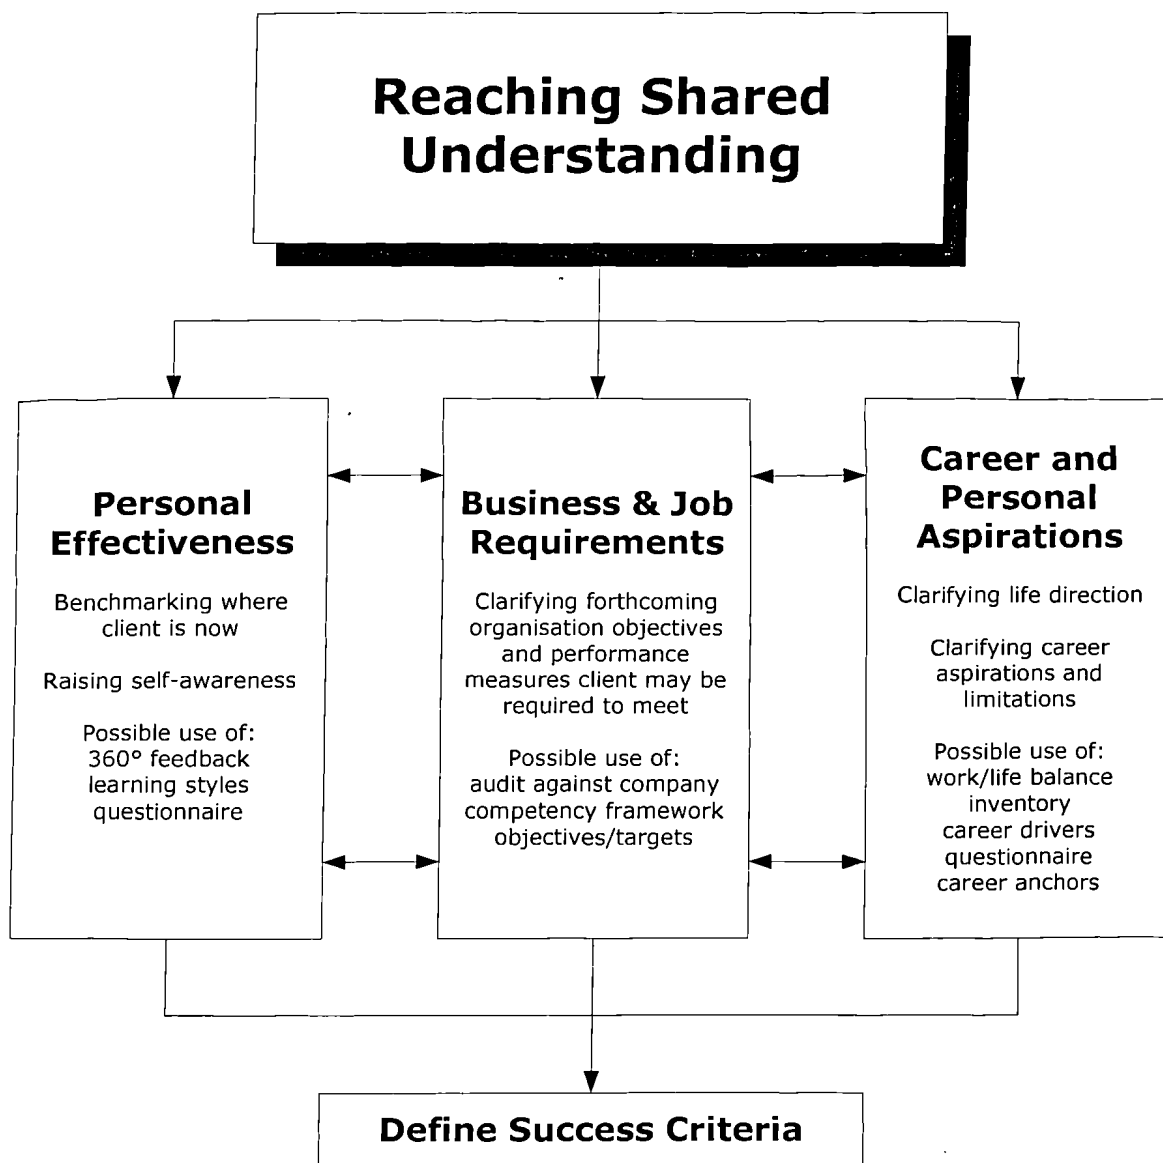 Reaching Shared
Understanding
Personal
Effectiveness
Benchmarking where
client is now
Raising self-awareness
Possible use of:
360° feedback
learning styles
questionnaire
Business & Job
Requirements
Clarifying forthcoming
organisation objectives
and performance
measures client may be
required to meet
Possible use of:
audit against company
competency framework
objectives/targets
Career and
Personal
Aspirations
Clarifying life direction
Clarifying career
aspirations and
limitations
Possible use of:
work/life balance
inventory
career drivers
questionnaire
career anchors
Define Success Criteria